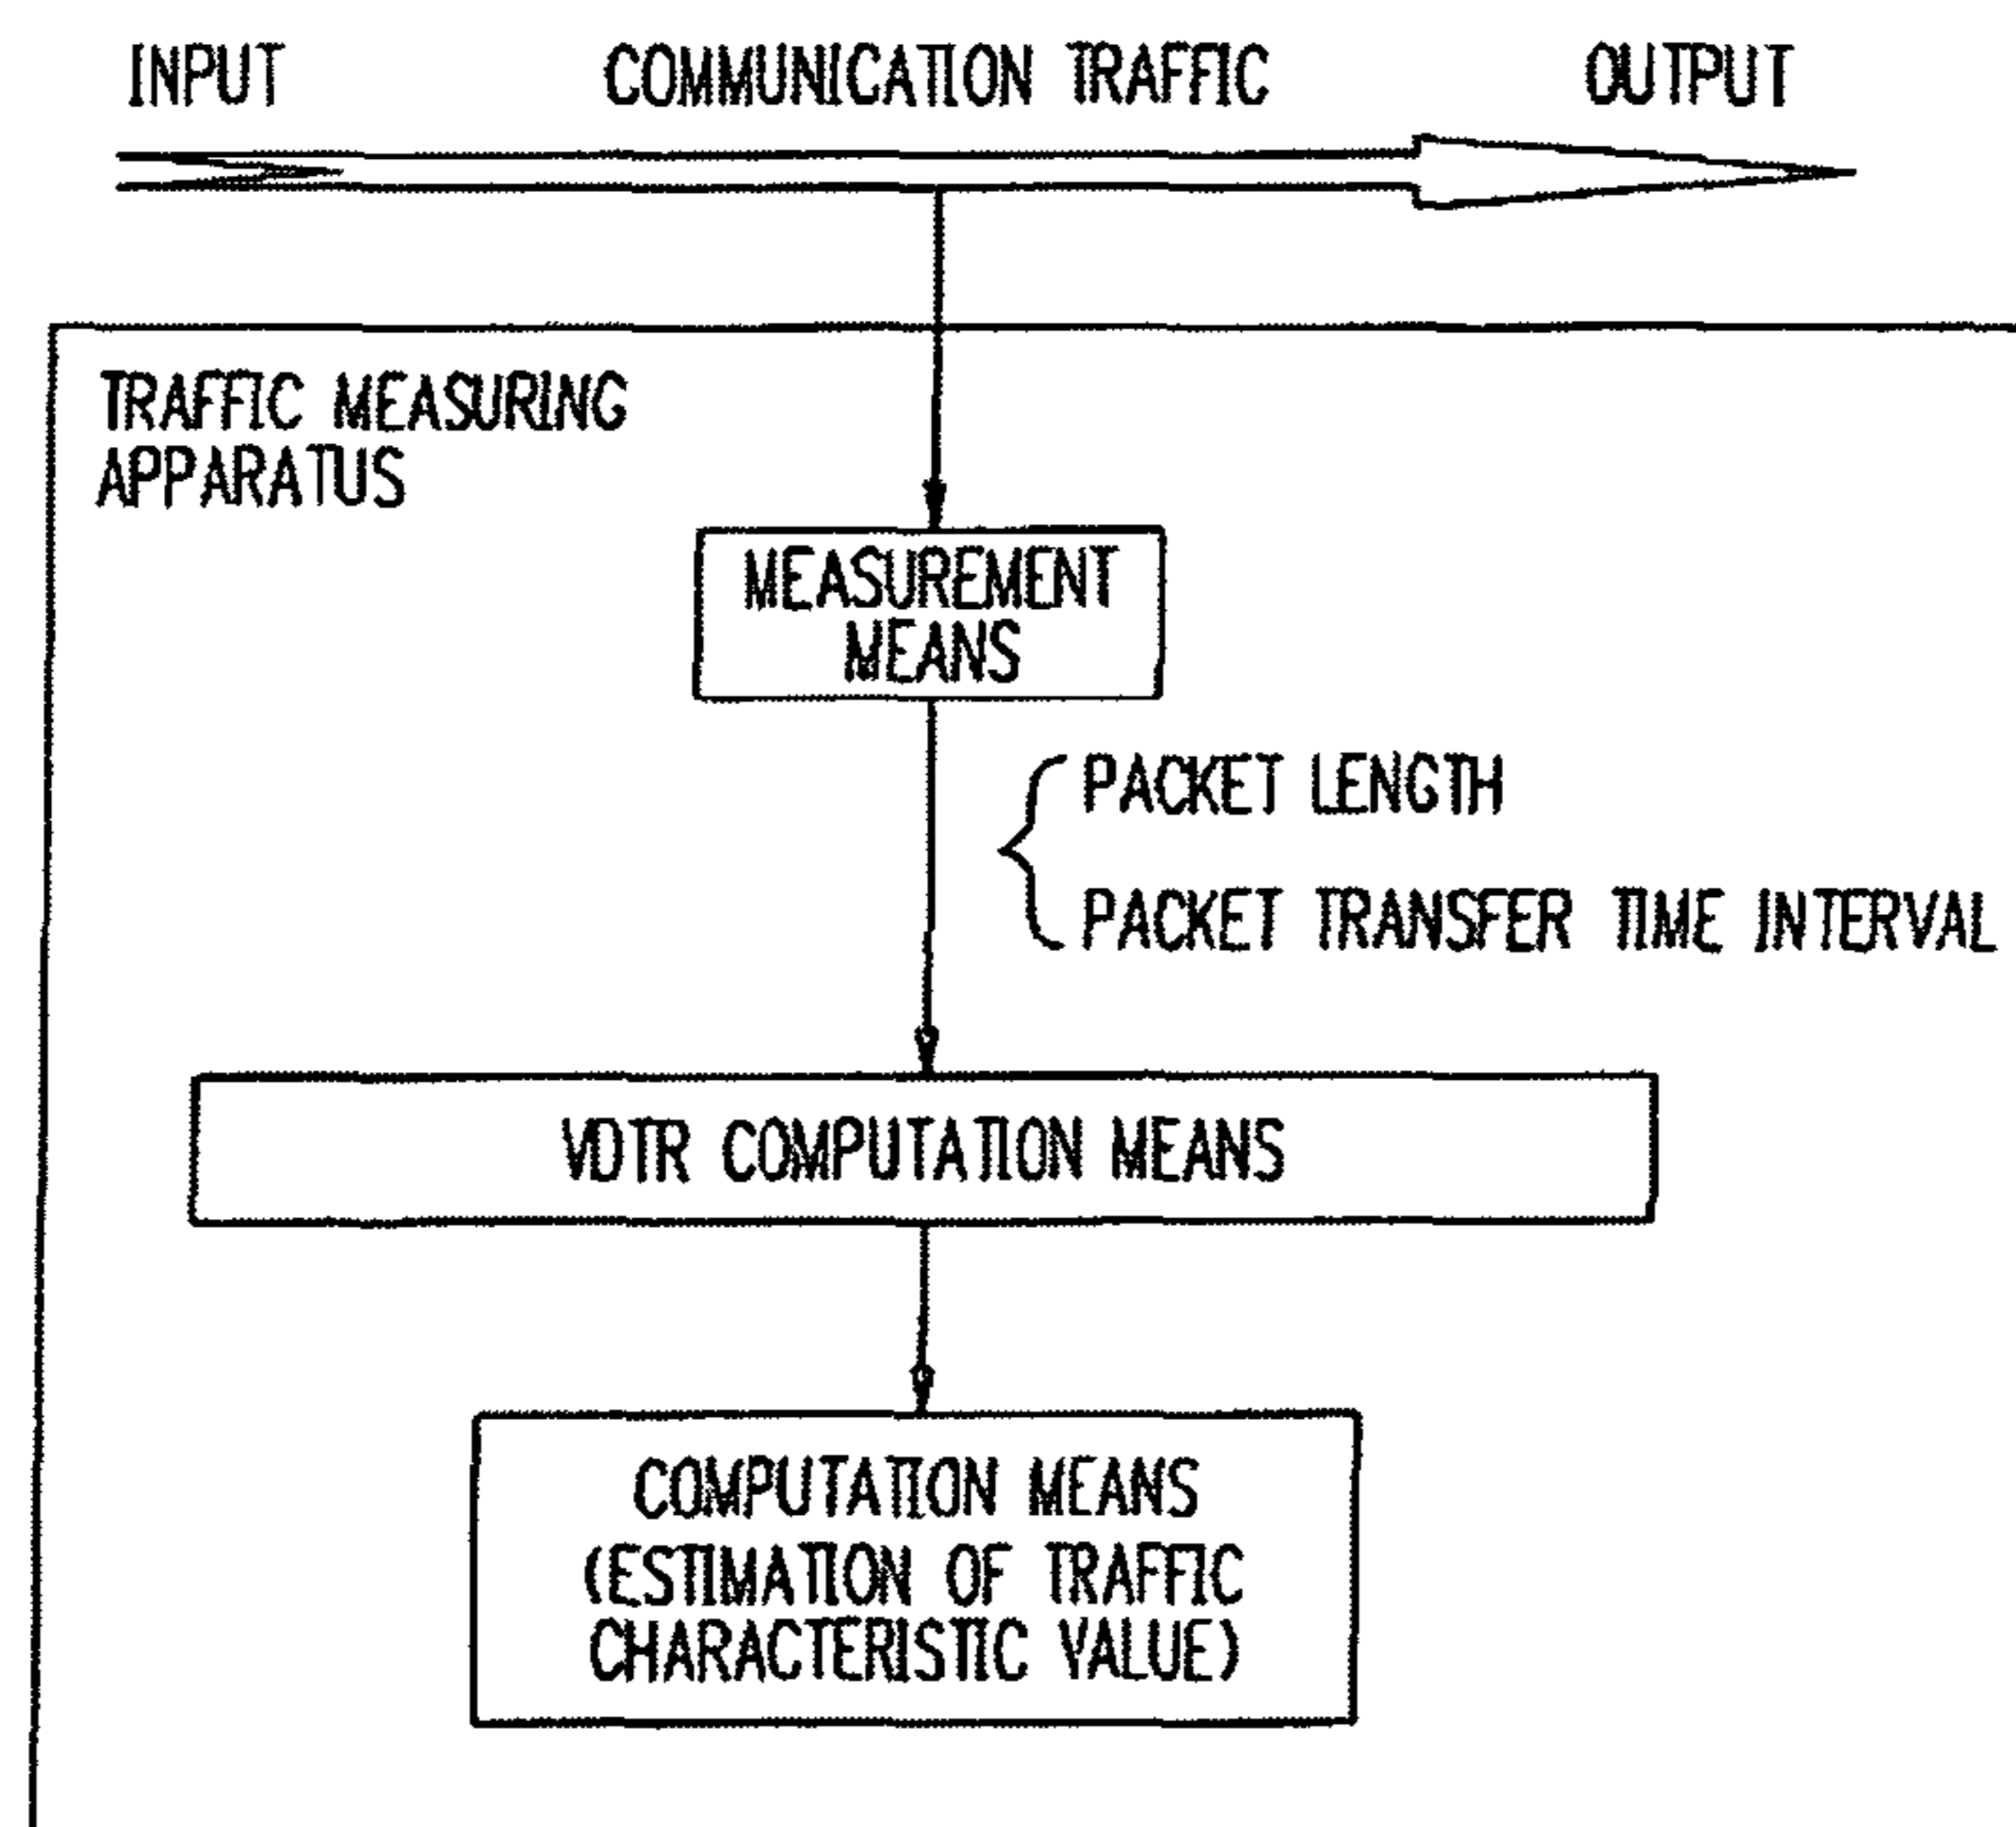 INPUT COMMUNICATION TRAFFIC OUTPUT
TRAFFIC MEASURING
APPARATUS
MEASUREMENT
MEANS
PACKET LENGTH
PACKET TRANSFER TIME INTERVAL
VDTR COMPUTATION MEANS
COMPUTATION MEANS
(ESTIMATION OF TRAFFIC
CHARACTERISTIC VALUE)